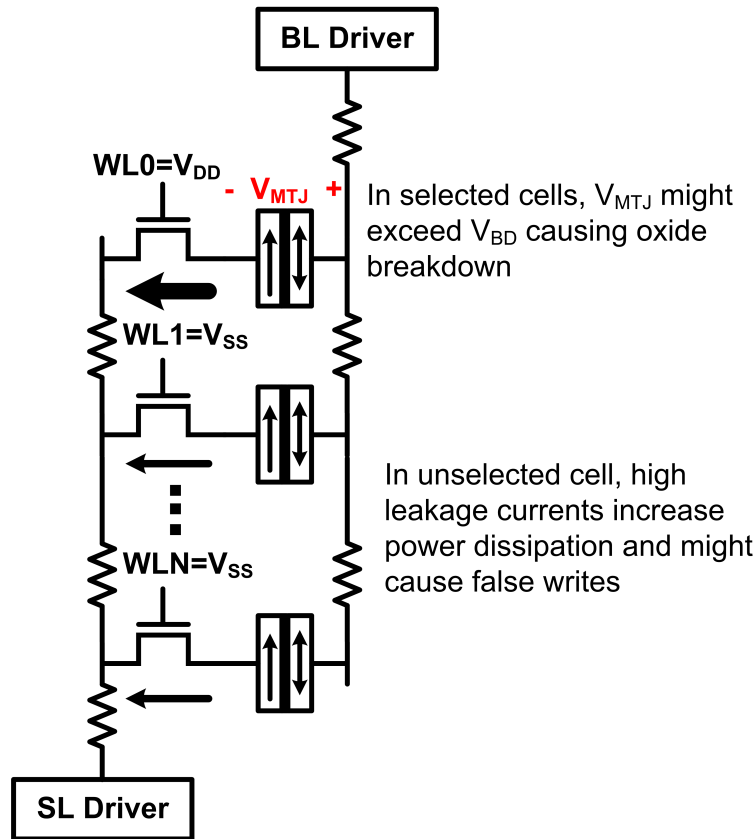 BL Driver
WL0=VDD
- VMTJ +
In selected cells, VMTJ might
exceed VBD causing oxide
breakdown
WL1=VSS
In unselected cell, high
leakage currents increase
power dissipation and might
cause false writes
WLN=VSS
SL Driver